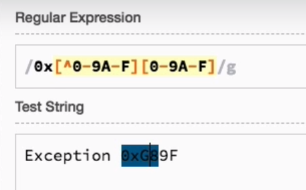 Regular Expression
/0x[^0-9A-F][0-9A-F]/g
Test String
Exception 0xG89F